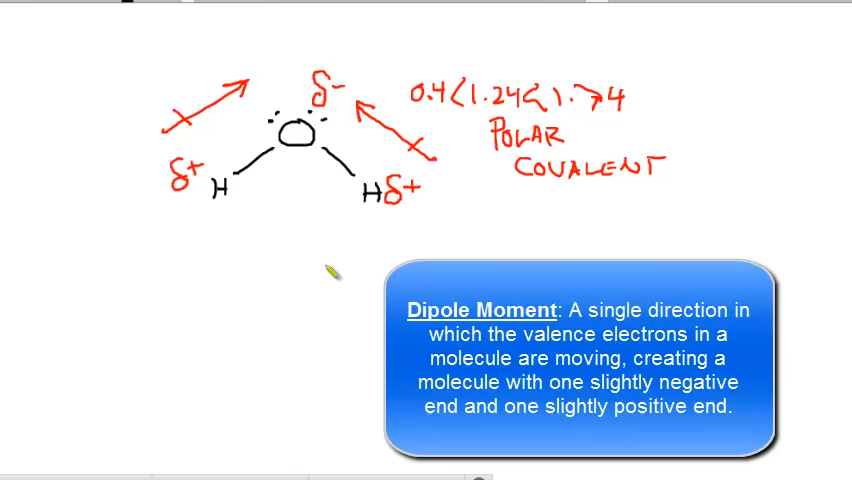 δ-
0.4<1.24<1.→4
POLAR
COVALENT
O
δ+ H
H δ+
Dipole Moment: A single direction in
which the valence electrons in a
molecule are moving, creating a
molecule with one slightly negative
end and one slightly positive end.